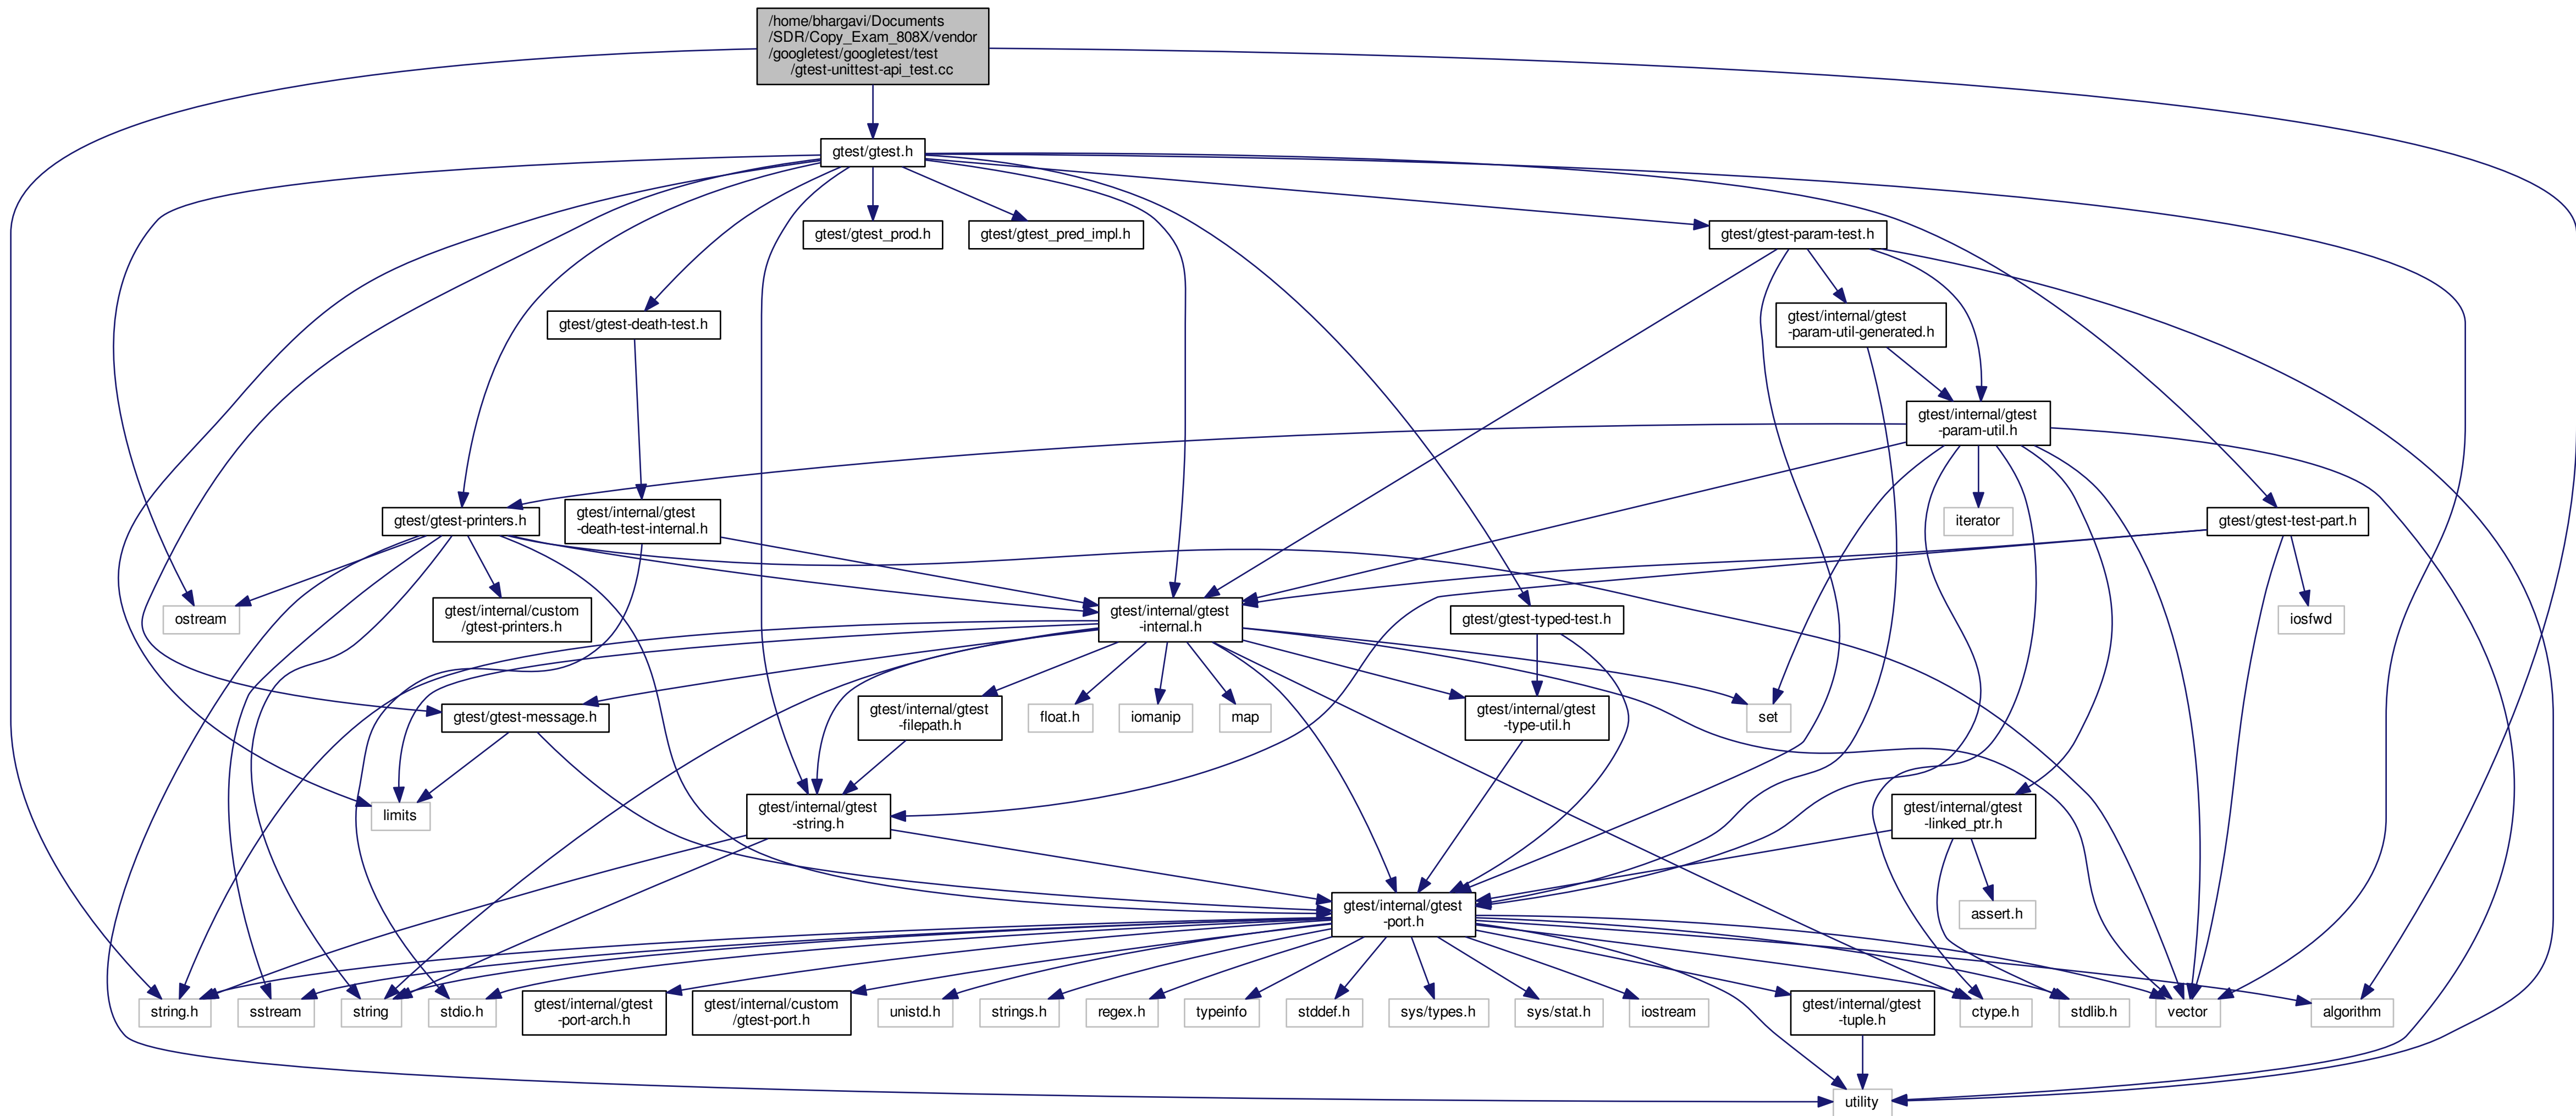 /home/bhargavi/Documents
/SDR/Copy_Exam_808X/vendor
/googletest/googletest/test
/gtest-unittest-api_test.cc
gtest/gtest.h
gtest/gtest_prod.h
gtest/gtest_pred_impl.h
gtest/gtest-param-test.h
gtest/gtest-death-test.h
gtest/internal/gtest
-param-util-generated.h
gtest/internal/gtest
-param-util.h
gtest/gtest-printers.h
gtest/internal/gtest
-death-test-internal.h
iterator
gtest/gtest-test-part.h
ostream
gtest/internal/custom
/gtest-printers.h
gtest/internal/gtest
-internal.h
gtest/gtest-typed-test.h
iosfwd
gtest/gtest-message.h
gtest/internal/gtest
-filepath.h
float.h
iomanip
map
gtest/internal/gtest
-type-util.h
set
limits
gtest/internal/gtest
-string.h
gtest/internal/gtest
-linked_ptr.h
gtest/internal/gtest
-port.h
assert.h
string.h
sstream
string
stdio.h
gtest/internal/gtest
-port-arch.h
gtest/internal/custom
/gtest-port.h
unistd.h
strings.h
regex.h
typeinfo
stddef.h
sys/types.h
sys/stat.h
iostream
gtest/internal/gtest
-tuple.h
ctype.h
stdlib.h
vector
algorithm
utility